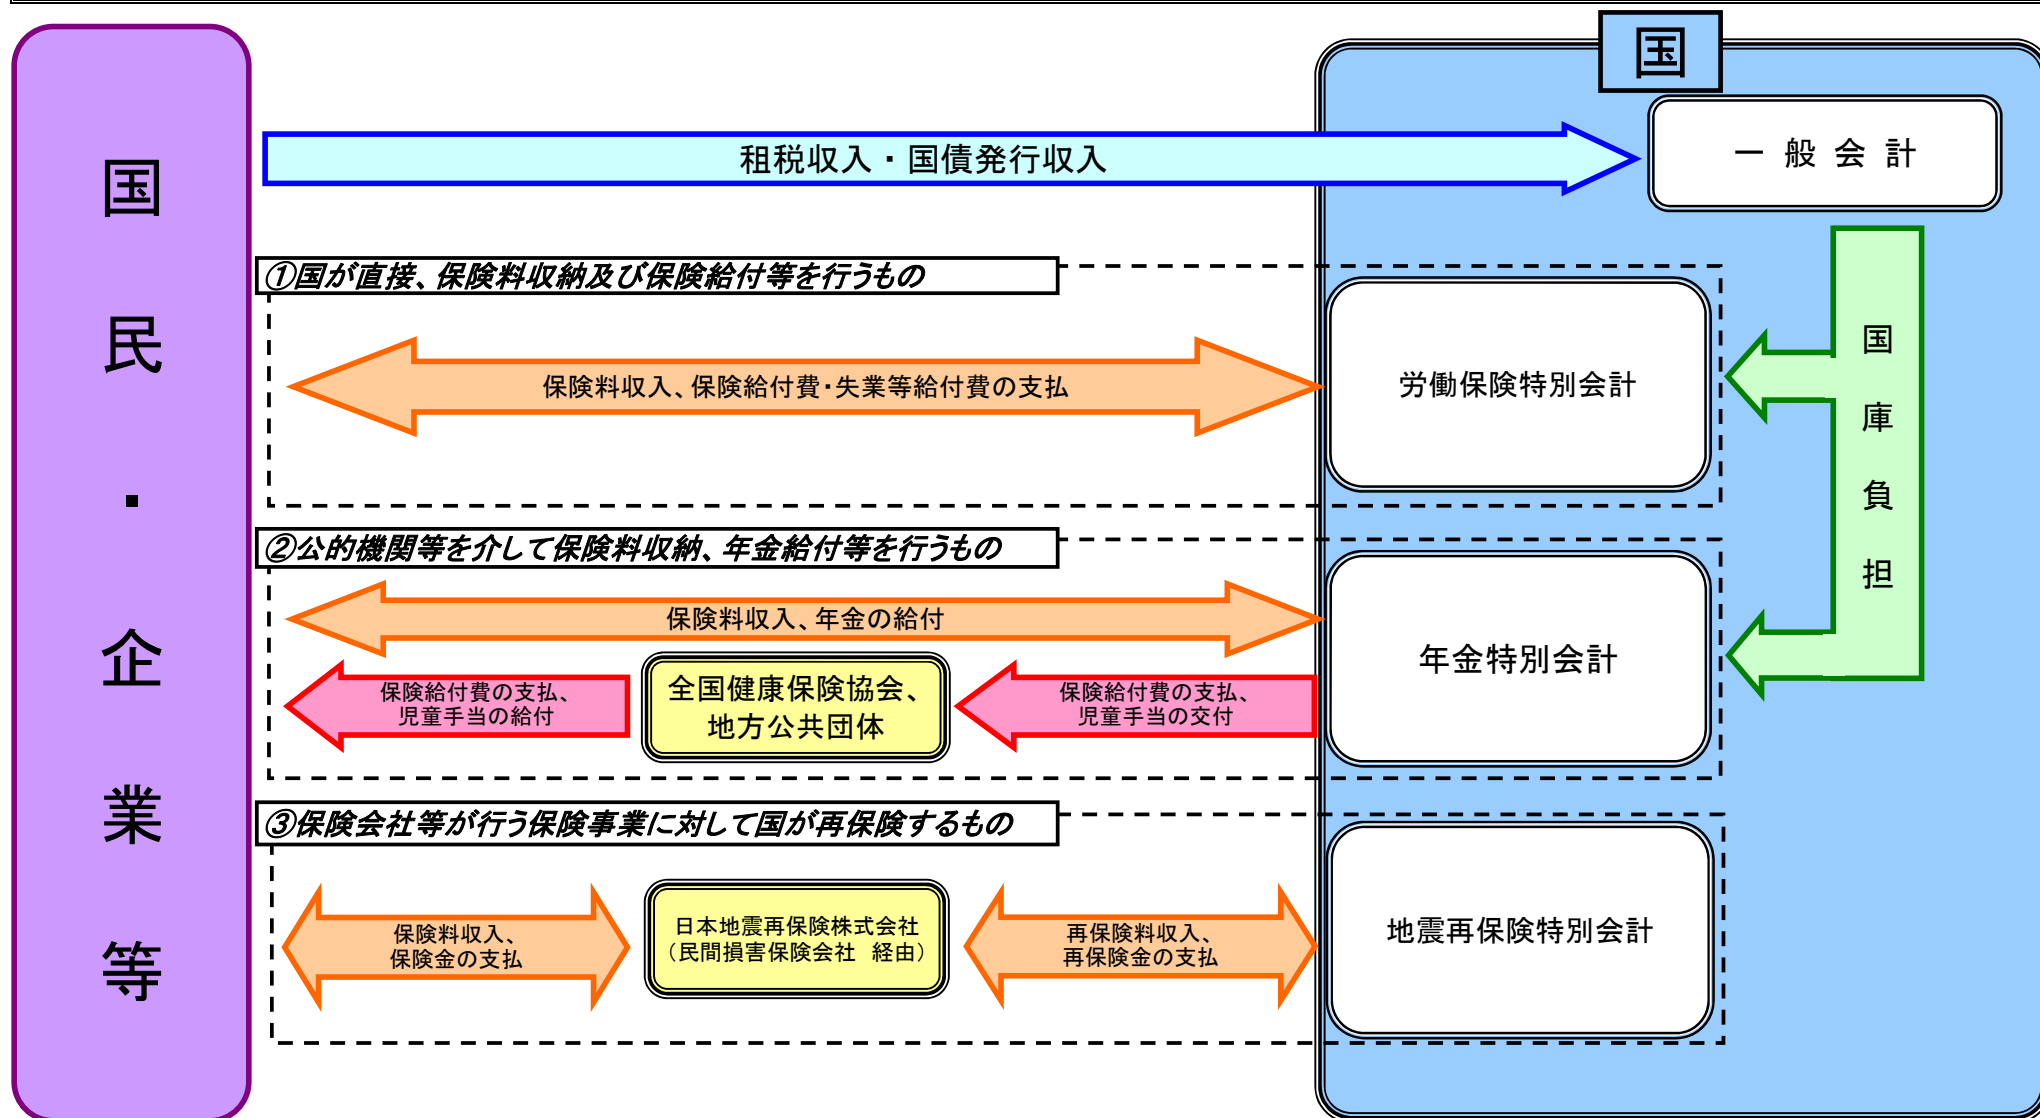 国
一般会計
租税収入・国債発行収入
国民・企業等
①国が直接、保険料収納及び保険給付等を行うもの
保険料収入、保険給付費・失業等給付費の支払
労働保険特別会計
国庫負担
②公的機関等を介して保険料収納、年金給付等を行うもの
保険料収入、年金の給付
年金特別会計
保険給付費の支払、
児童手当の給付
全国健康保険協会、
地方公共団体
保険給付費の支払、
児童手当の交付
③保険会社等が行う保険事業に対して国が再保険するもの
保険料収入、
保険金の支払
日本地震再保険株式会社
（民間損害保険会社　経由）
再保険料収入、
再保険金の支払
地震再保険特別会計